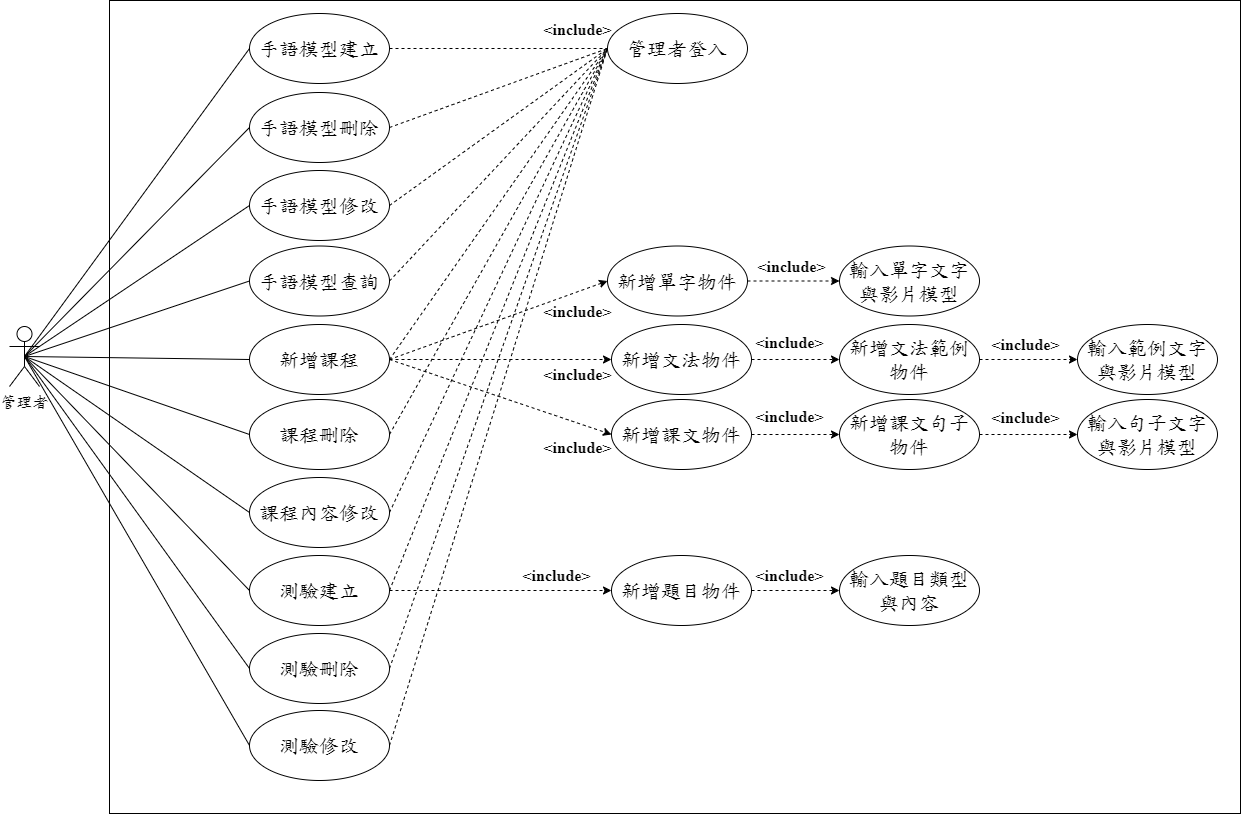 手語模型建立
<include>
管理者登入
手語模型刪除
手語模型修改
手語模型查詢
<include>
新增單字物件
<include>
輸入單字文字
與影片模型
管理者
新增課程
<include>
新增文法物件
<include>
新增文法範例
物件
<include>
輸入範例文字
與影片模型
課程刪除
<include>
新增課文物件
<include>
新增課文句子
物件
<include>
輸入句子文字
與影片模型
課程內容修改
測驗建立
<include>
新增題目物件
<include>
輸入題目類型
與內容
測驗刪除
測驗修改